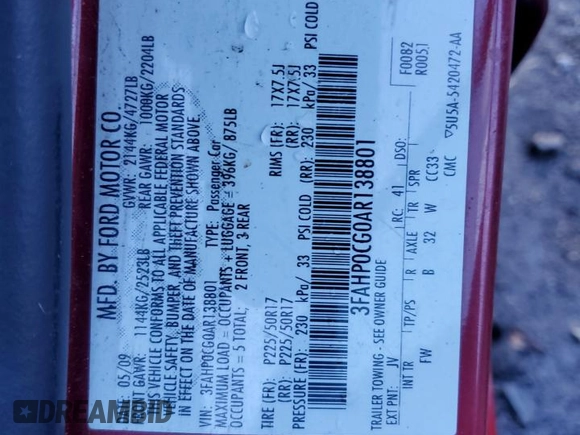 MFD. BY FORD MOTOR CO.
DATE: 05/09 GVWR: 2144KG/4727LB
FRONT GAWR: 1144KG/2523LB REAR GAWR: 1000KG/2204LB
THIS VEHICLE CONFORMS TO ALL APPLICABLE FEDERAL MOTOR
VEHICLE SAFETY, BUMPER, AND THEFT PREVENTION STANDARDS
IN EFFECT ON THE DATE OF MANUFACTURE SHOWN ABOVE.
VIN: 3FAHP0CG0AR138801 TYPE: Passenger Car
MAXIMUM LOAD = OCCUPANTS + LUGGAGE = 396KG/ 875LB
OCCUPANTS = 5 TOTAL: 2 FRONT, 3 REAR
TIRE (FR): P225/50R17 RIMS (FR): 17X7.5J
(RR): P225/50R17 (RR): 17X7.5J
PRESSURE (FR): 230 kPa/ 33 PSI COLD (RR): 230 kPa/ 33 PSI COLD
3FAHP0CG0AR138801
TRAILER TOWING - SEE OWNER GUIDE
F0082
R0051
EXT PNT: JV RC: 41 DSO:
INT TR TP/PS R AXLE TR
FW B 32 W CC33
CMC 5U5A-5420472-AA
DREAMBID